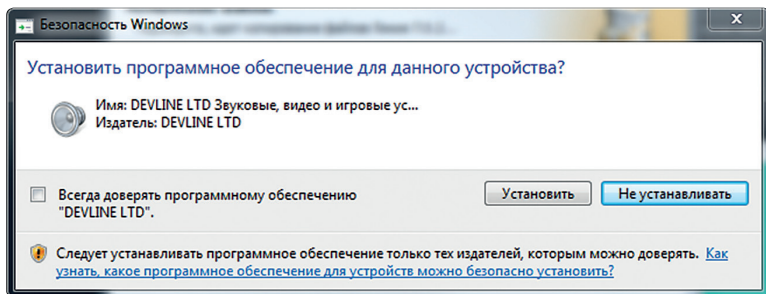 Безопасность Windows
Установить программное обеспечение для данного устройства?
Имя: DEVLINE LTD Звуковые, видео и игровые ус...
Издатель: DEVLINE LTD
Всегда доверять программному обеспечению
"DEVLINE LTD".
Установить
Не устанавливать
Следует устанавливать программное обеспечение только тех издателей, которым можно доверять. Как
узнать, какое программное обеспечение для устройств можно безопасно установить?